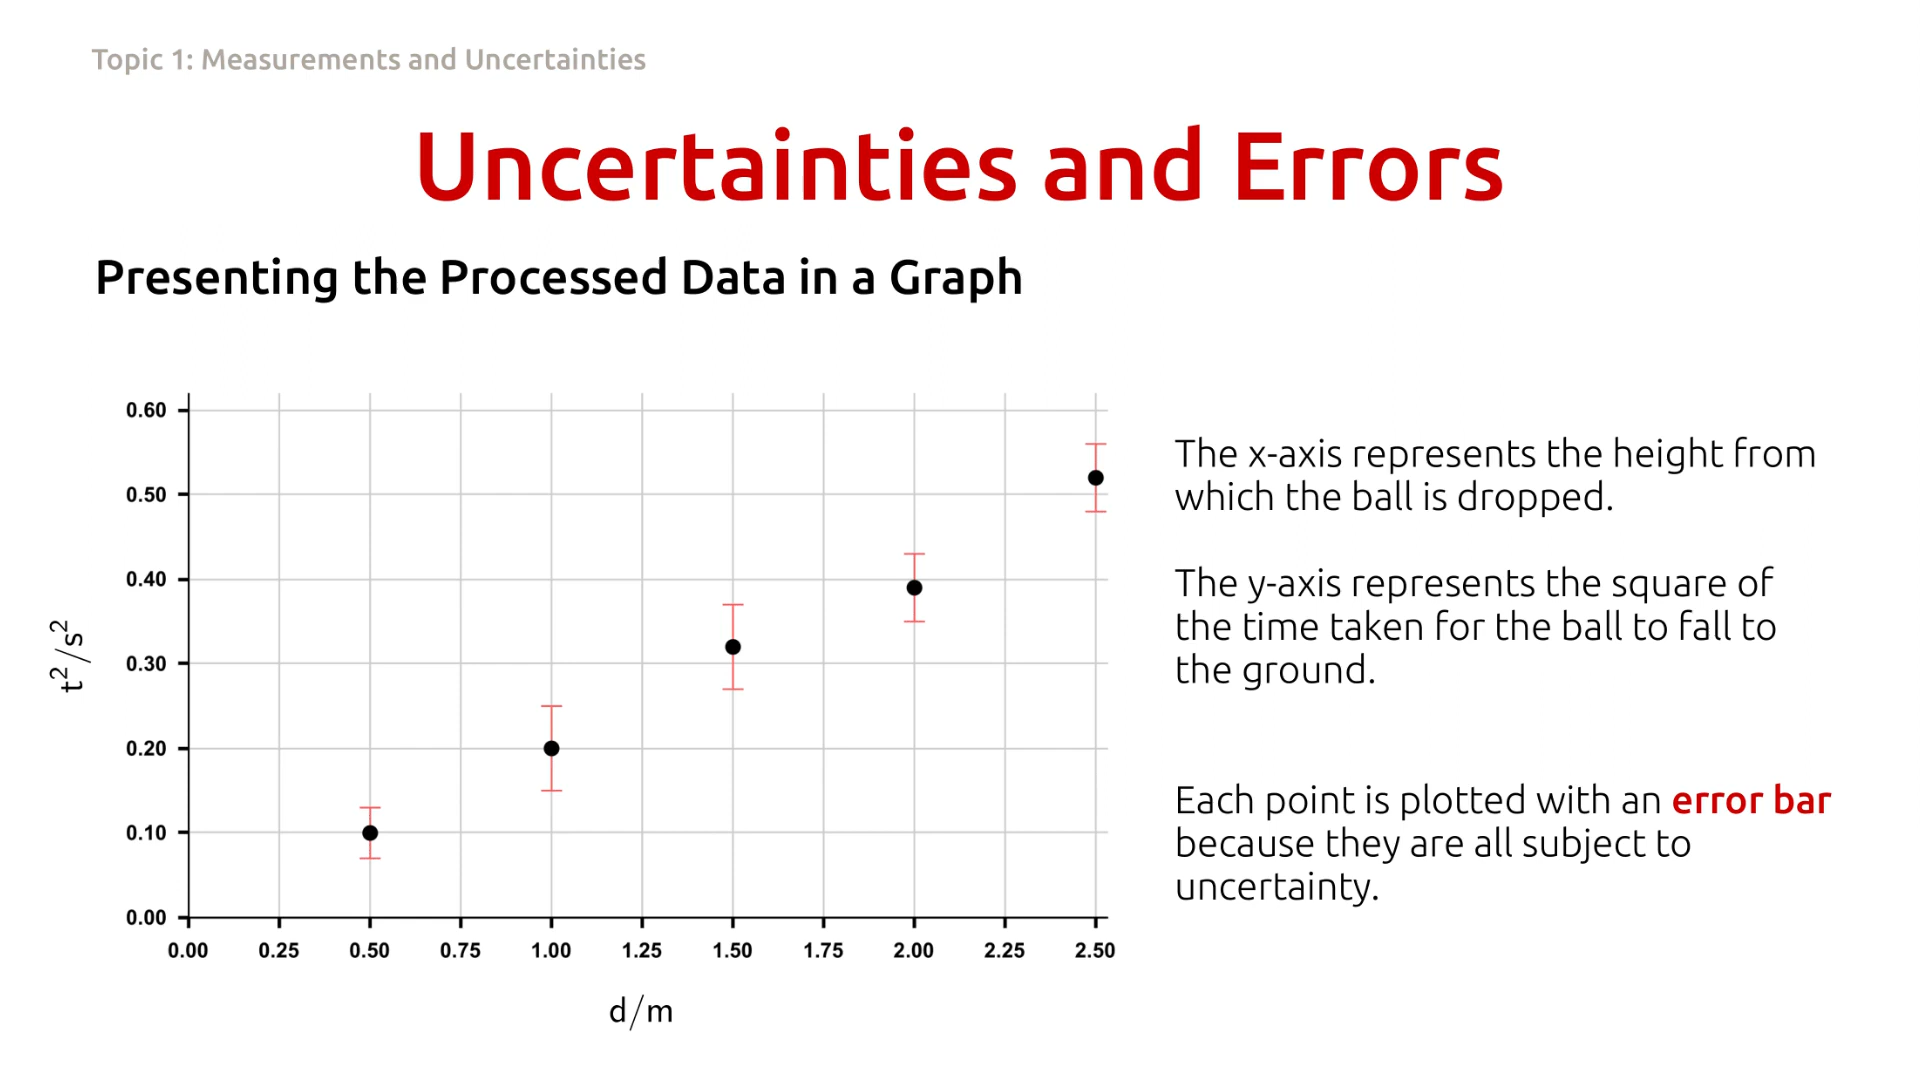 Topic 1: Measurements and Uncertainties
Uncertainties and Errors
Presenting the Processed Data in a Graph
0.60
0.50
0.40
0.30
0.20
0.10
0.00
t²/s²
0.00 0.25 0.50 0.75 1.00 1.25 1.50 1.75 2.00 2.25 2.50
d/m
The x-axis represents the height from
which the ball is dropped.
The y-axis represents the square of
the time taken for the ball to fall to
the ground.
Each point is plotted with an error bar
because they are all subject to
uncertainty.